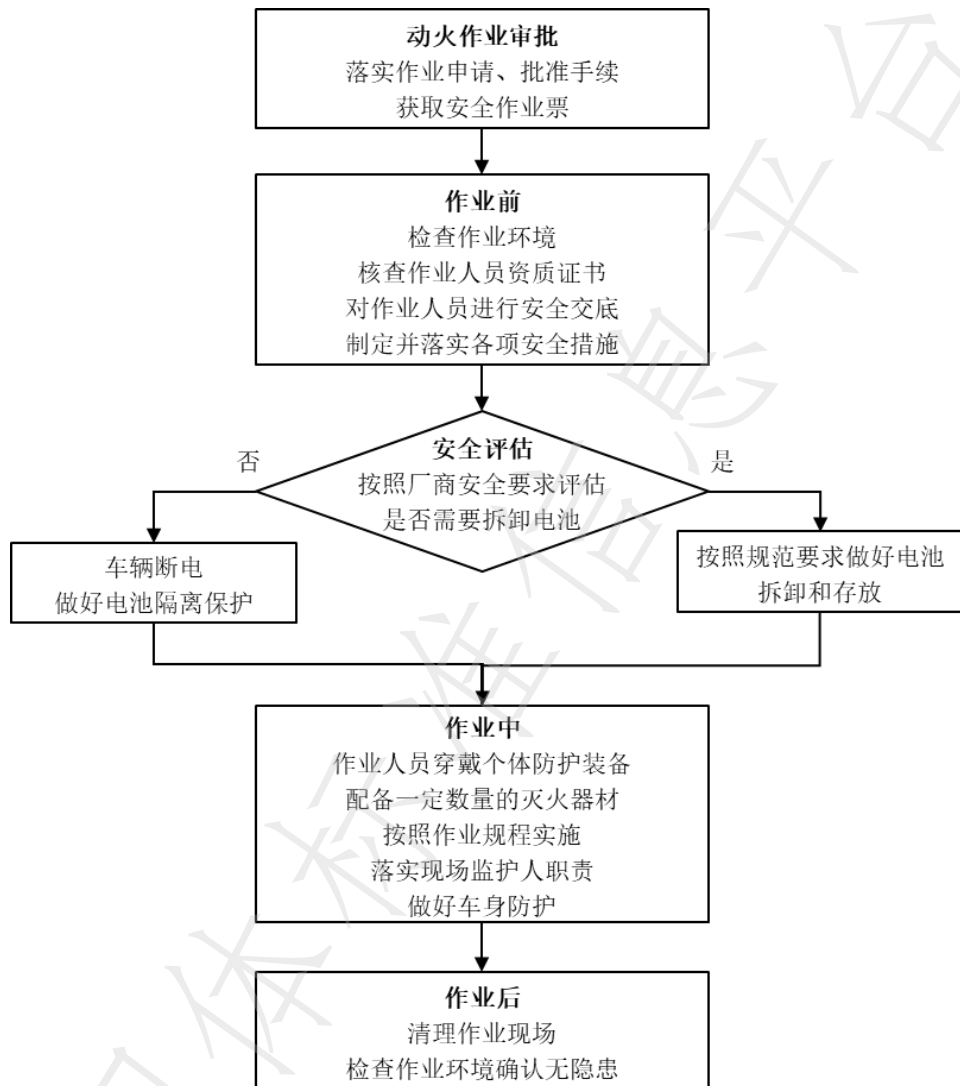 动火作业审批
落实作业申请、批准手续
获取安全作业票
作业前
检查作业环境
核查作业人员资质证书
对作业人员进行安全交底
制定并落实各项安全措施
安全评估
按照厂商安全要求评估
是否需要拆卸电池
否
是
车辆断电
做好电池隔离保护
按照规范要求做好电池
拆卸和存放
作业中
作业人员穿戴个体防护装备
配备一定数量的灭火器材
按照作业规程实施
落实现场监护人职责
做好车身防护
作业后
清理作业现场
检查作业环境确认无隐患
体标准信息平台